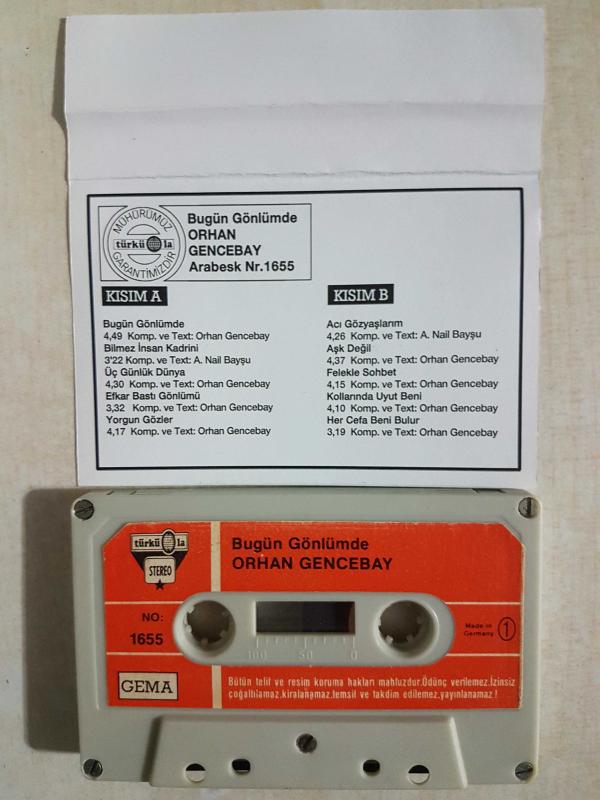 MÜHÜRÜMÜZ
türkü la
GARANTİMİZDİR
Bugün Gönlümde
ORHAN
GENCEBAY
Arabesk Nr.1655
KISIM A
Bugün Gönlümde
4,49 Komp. ve Text: Orhan Gencebay
Bilmez İnsan Kadrini
3'22 Komp. ve Text: A. Nail Bayşu
Üç Günlük Dünya
4,30 Komp. ve Text: Orhan Gencebay
Efkar Bastı Gönlümü
3,32 Komp. ve Text: Orhan Gencebay
Yorgun Gözler
4,17 Komp. ve Text: Orhan Gencebay
KISIM B
Acı Gözyaşlarım
4,26 Komp. ve Text: A. Nail Bayşu
Aşk Değil
4,37 Komp. ve Text: Orhan Gencebay
Felekle Sohbet
4,15 Komp. ve Text: Orhan Gencebay
Kollarında Uyut Beni
4,10 Komp. ve Text: Orhan Gencebay
Her Cefa Beni Bulur
3,19 Komp. ve Text: Orhan Gencebay
türkü la
STEREO
Bugün Gönlümde
ORHAN GENCEBAY
NO:
1655
100 50 0
Made in
Germany
1
GEMA
Bütün telif ve resim koruma hakları mahfuzdur.Ödünç verilemez.İzinsiz
çoğaltılamaz,kiralanamaz,temsil ve takdim edilemez,yayınlanamaz!